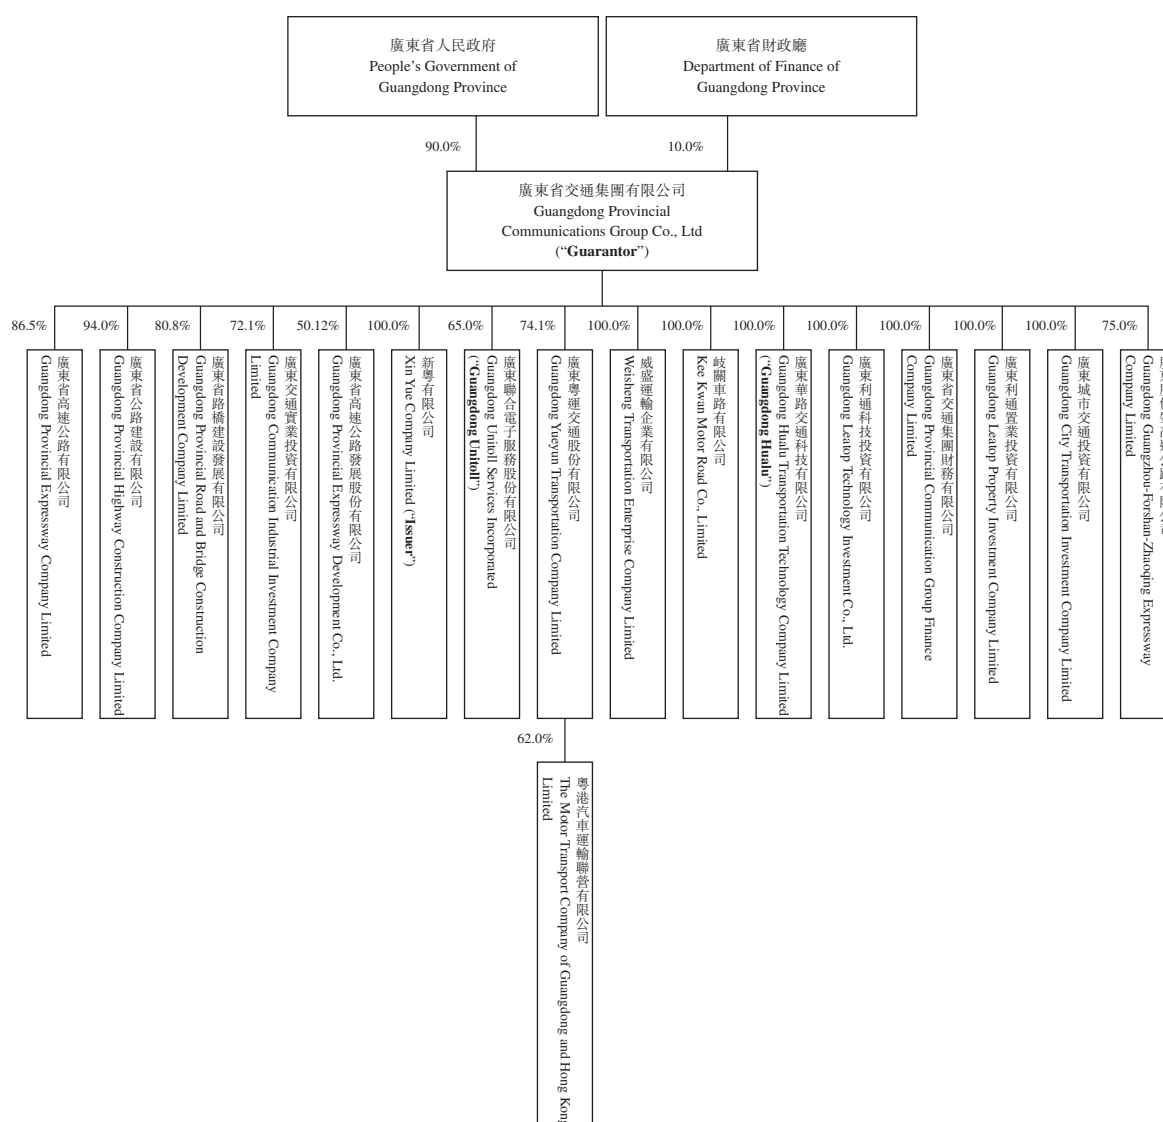 廣東省人民政府
People’s Government of
Guangdong Province
廣東省財政廳
Department of Finance of
Guangdong Province
90.0%
10.0%
廣東省交通集團有限公司
Guangdong Provincial
Communications Group Co., Ltd
(“Guarantor”)
86.5%
廣東省高速公路有限公司
Guangdong Provincial Expressway Company Limited
94.0%
廣東省公路建設有限公司
Guangdong Provincial Highway Construction Company Limited
80.8%
廣東省路橋建設發展有限公司
Guangdong Provincial Road and Bridge Construction
Development Company Limited
72.1%
廣東交通實業投資有限公司
Guangdong Communication Industrial Investment Company
Limited
50.12%
廣東省高速公路發展股份有限公司
Guangdong Provincial Expressway Development Co., Ltd.
100.0%
新粵有限公司
Xin Yue Company Limited (“Issuer”)
65.0%
廣東聯合電子服務股份有限公司
Guangdong Unitoll Services Incorporated
(“Guangdong Unitoll”)
74.1%
廣東粵運交通股份有限公司
Guangdong Yueyun Transportation Company Limited
100.0%
威盛運輸企業有限公司
Weisheng Transportation Enterprise Company Limited
100.0%
岐關車路有限公司
Kee Kwan Motor Road Co., Limited
100.0%
廣東華路交通科技有限公司
Guangdong Hualu Transportation Technology Company Limited
(“Guangdong Hualu”)
100.0%
廣東利通科技投資有限公司
Guangdong Leatop Technology Investment Co., Ltd.
100.0%
廣東省交通集團財務有限公司
Guangdong Provincial Communication Group Finance
Company Limited
100.0%
廣東利通置業投資有限公司
Guangdong Leatop Property Investment Company Limited
100.0%
廣東城市交通投資有限公司
Guangdong City Transportation Investment Company Limited
75.0%
Guangdong Guangzhou-Forshan-Zhaoqing Expressway
Company Limited
62.0%
粵港汽車運輸聯營有限公司
The Motor Transport Company of Guangdong and Hong Kong
Limited